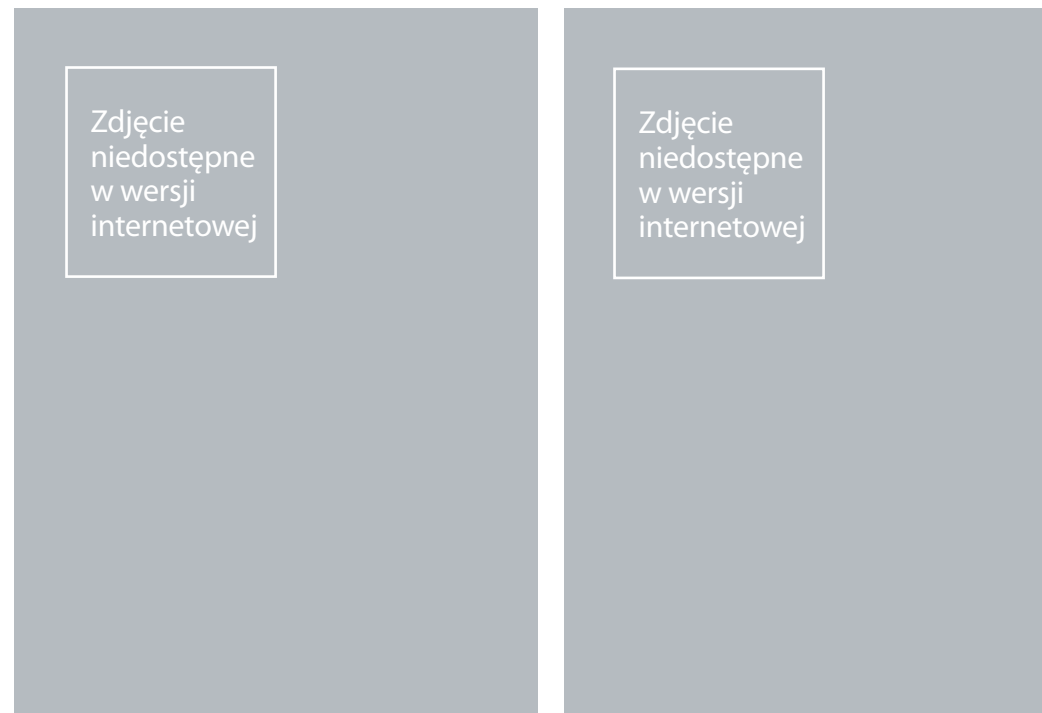 Zdjęcie
niedostępne
w wersji
internetowej
Zdjęcie
niedostępne
w wersji
internetowej